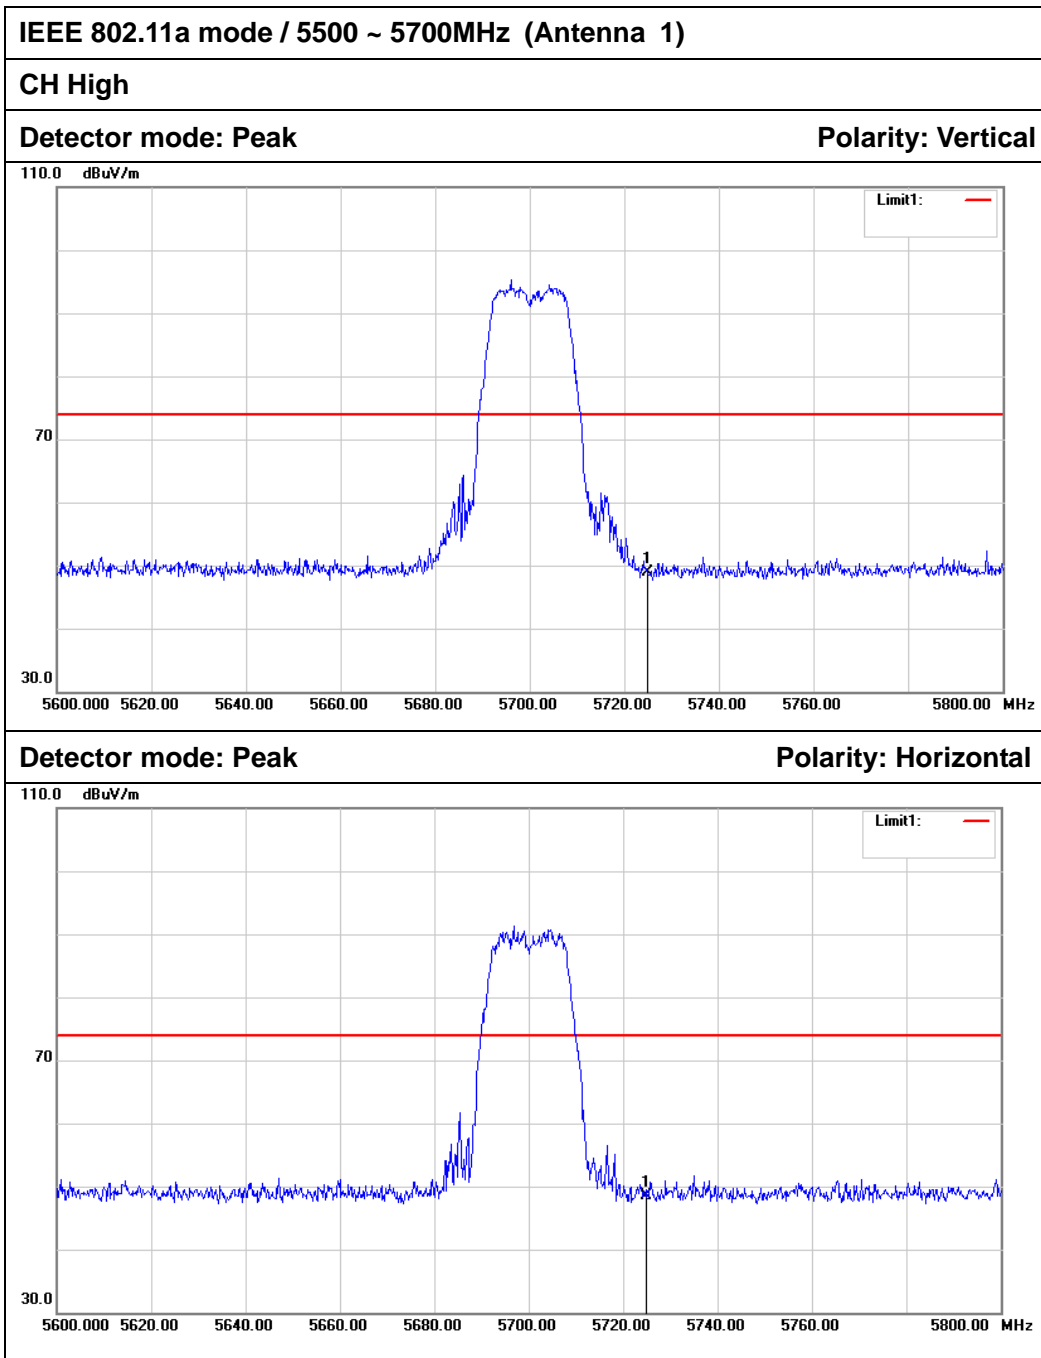 IEEE 802.11a mode / 5500 ~ 5700MHz (Antenna 1)
CH High
Detector mode: Peak Polarity: Vertical
110.0 dBuV/m
Limit1:
70
1
30.0
5600.000 5620.00 5640.00 5660.00 5680.00 5700.00 5720.00 5740.00 5760.00 5800.00 MHz
Detector mode: Peak Polarity: Horizontal
110.0 dBuV/m
Limit1:
70
1
30.0
5600.000 5620.00 5640.00 5660.00 5680.00 5700.00 5720.00 5740.00 5760.00 5800.00 MHz